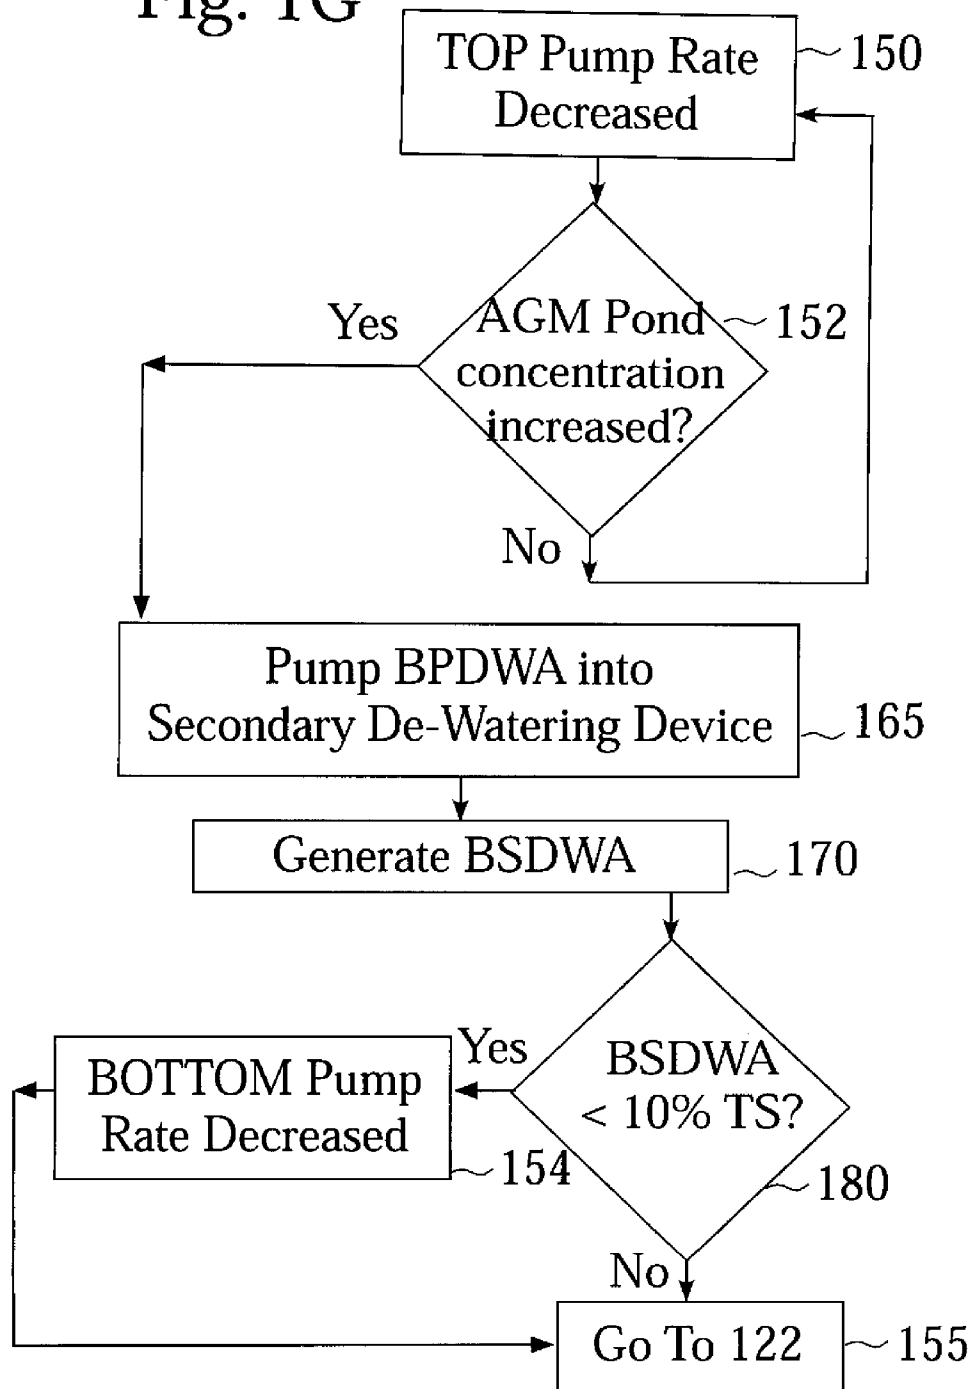 Fig. 1G
TOP Pump Rate
Decreased
150
Yes
AGM Pond
concentration
increased?
152
No
Pump BPDWA into
Secondary De-Watering Device
165
Generate BSDWA
170
Yes
BSDWA
< 10% TS?
180
BOTTOM Pump
Rate Decreased
154
No
Go To 122
155